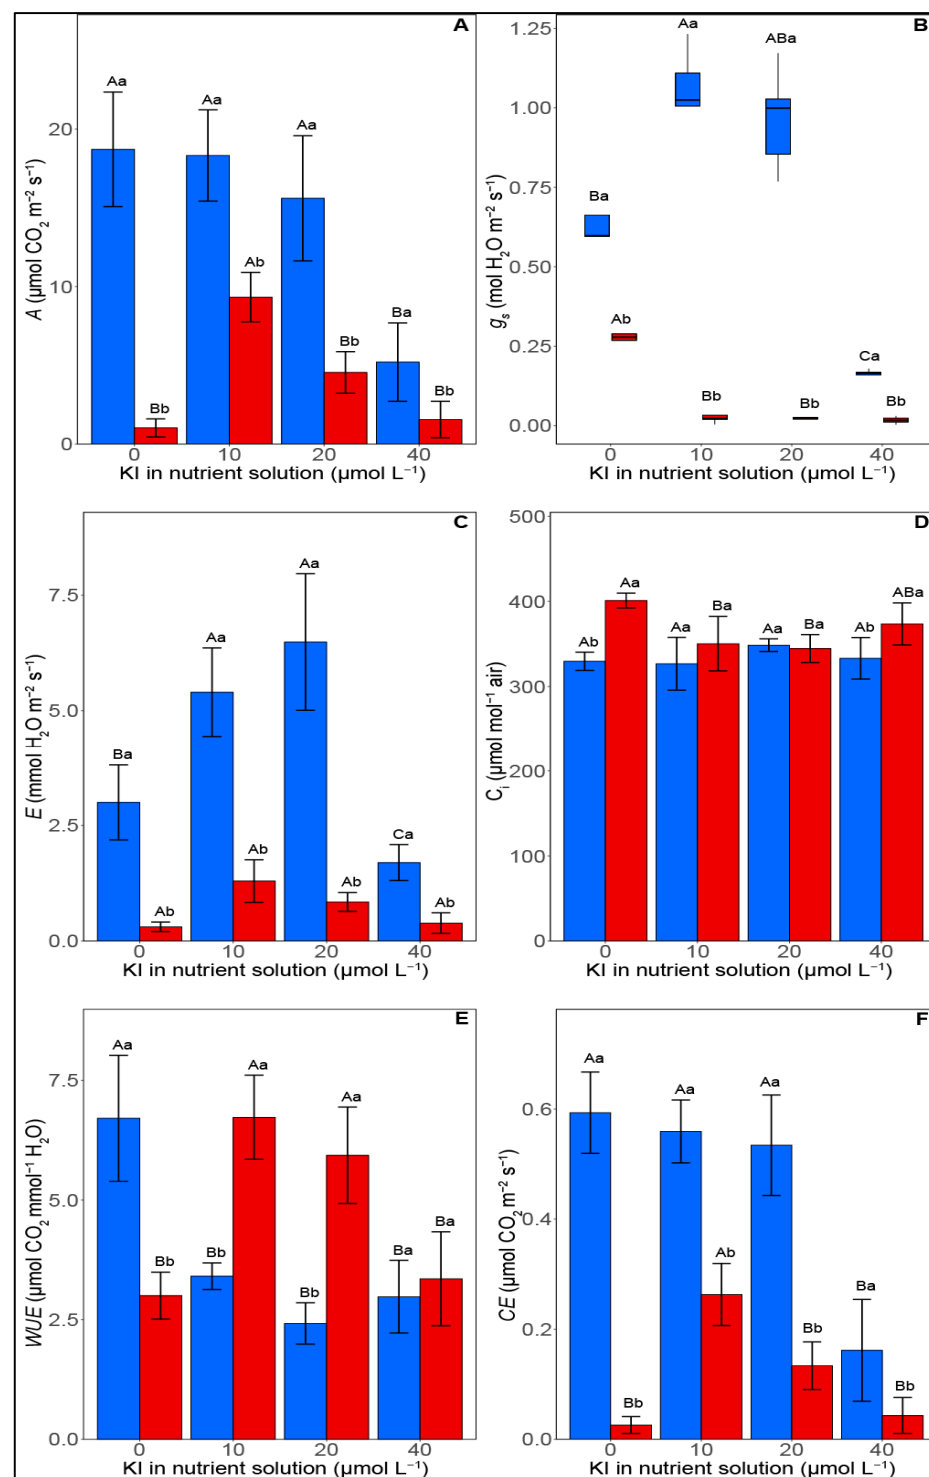 A
Aa
Aa
Aa
Ab
Ba
Bb
Bb
Bb
20
10
0
A (µmol CO₂ m⁻² s⁻¹)
0 10 20 40
KI in nutrient solution (µmol L⁻¹)
B
Aa
ABa
Ba
Ab
Ca
Bb
Bb
Bb
1.25
1.00
0.75
0.50
0.25
0.00
gₛ (mol H₂O m⁻² s⁻¹)
0 10 20 40
KI in nutrient solution (µmol L⁻¹)
C
Aa
Aa
Ba
Ca
Ab
Ab
Ab
Ab
7.5
5.0
2.5
0.0
E (mmol H₂O m⁻² s⁻¹)
0 10 20 40
KI in nutrient solution (µmol L⁻¹)
D
Ab
Aa
Aa
Ba
Aa
Ba
Ab
ABa
500
400
300
200
100
0
Cᵢ (µmol mol⁻¹ air)
0 10 20 40
KI in nutrient solution (µmol L⁻¹)
E
Aa
Bb
Bb
Aa
Bb
Aa
Ba
Ba
7.5
5.0
2.5
0.0
WUE (µmol CO₂ mmol⁻¹ H₂O)
0 10 20 40
KI in nutrient solution (µmol L⁻¹)
F
Aa
Bb
Aa
Ab
Aa
Bb
Ba
Bb
0.6
0.4
0.2
0.0
CE (µmol CO₂ m⁻² s⁻¹)
0 10 20 40
KI in nutrient solution (µmol L⁻¹)